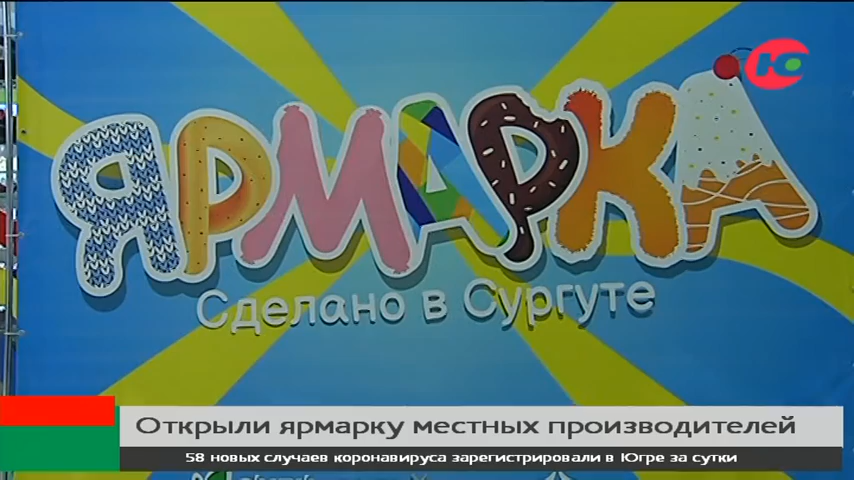 Ю
ЯРМАРКА
Сделано в Сургуте
Открыли ярмарку местных производителей
58 новых случаев коронавируса зарегистрировали в Югре за сутки